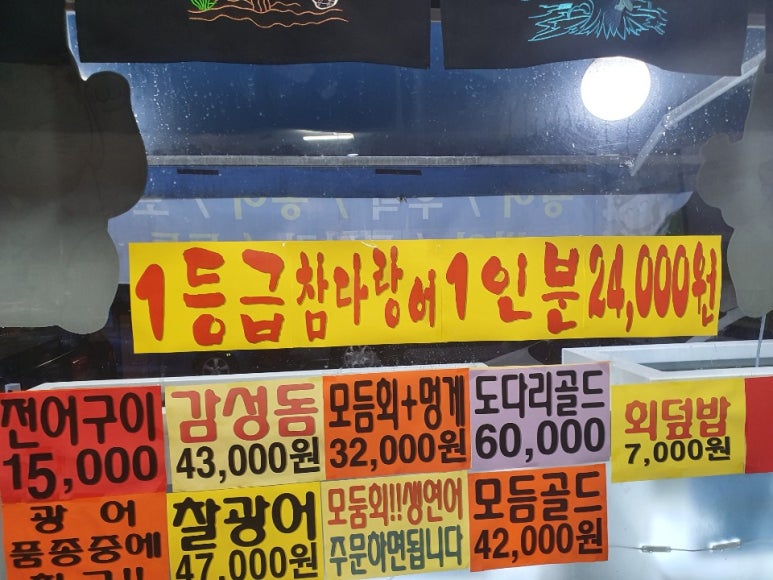 1등급 참다랑어 1인분 24,000원
전어구이
15,000
감성돔
43,000원
모듬회+멍게
32,000원
도다리골드
60,000
회덮밥
7,000원
광어
품종중에
찰광어
47,000원
모둠회!!생연어
주문하면됩니다
모듬골드
42,000원